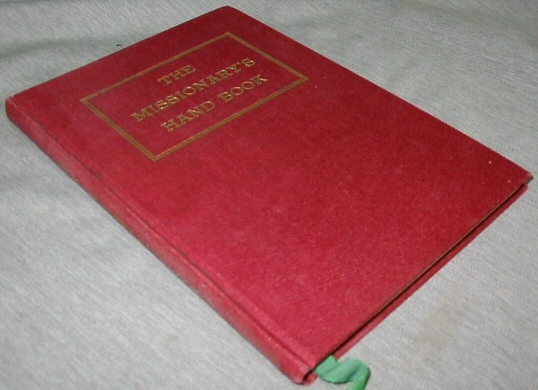 THE
MISSIONARY'S
HAND BOOK